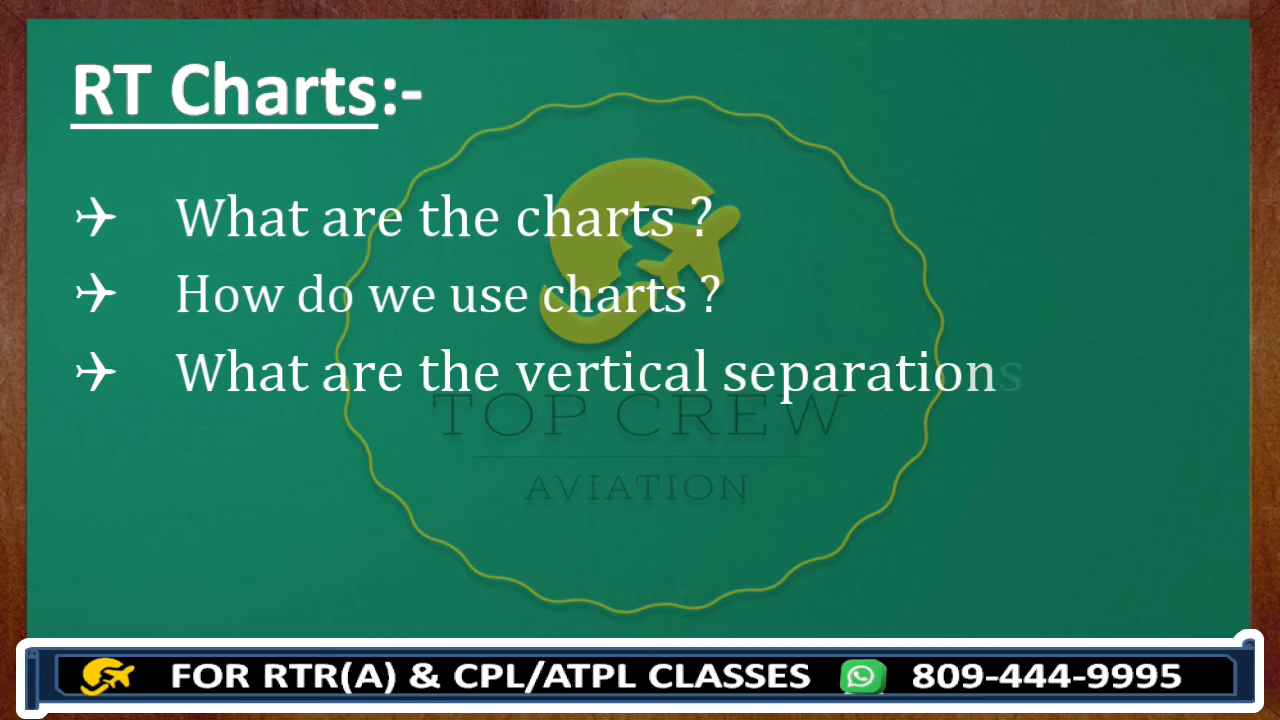 RT Charts:-
What are the charts ?
How do we use charts ?
What are the vertical separations
TOP CREW
AVIATION
FOR RTR(A) & CPL/ATPL CLASSES 809-444-9995